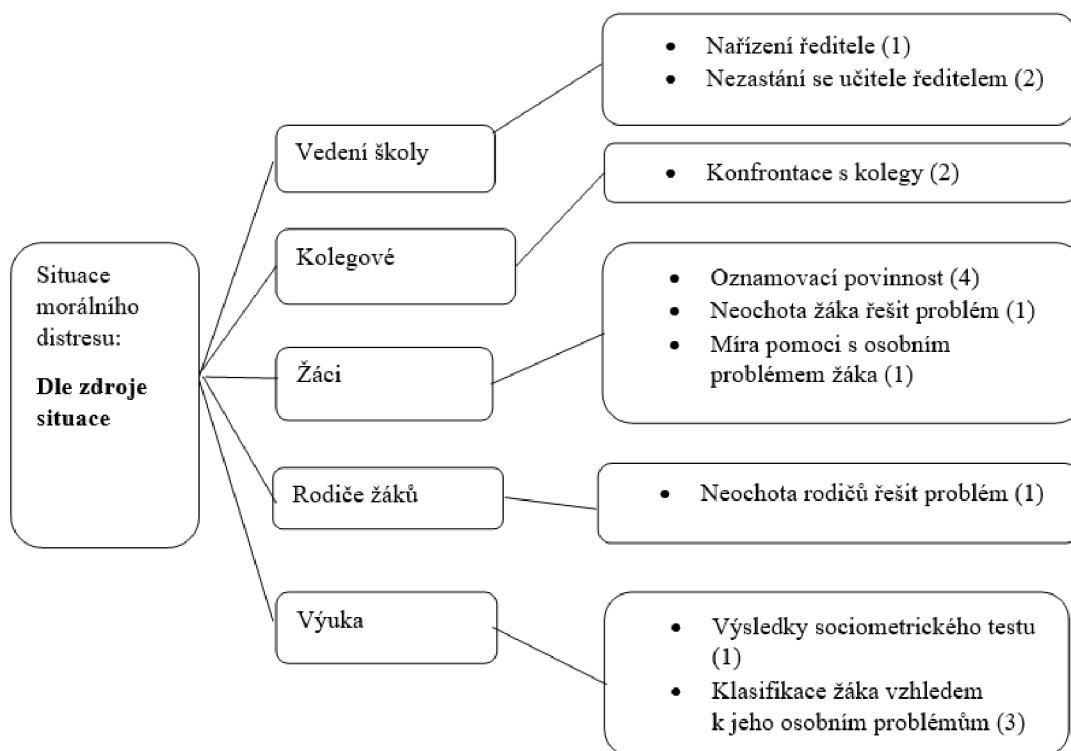 Situace
morálního
distresu:
Dle zdroje
situace
Vedení školy
• Nařízení ředitele (1)
• Nezastání se učitele ředitelem (2)
Kolegové
• Konfrontace s kolegy (2)
Žáci
• Oznamovací povinnost (4)
• Neochota žáka řešit problém (1)
• Míra pomoci s osobním
problémem žáka (1)
Rodiče žáků
• Neochota rodičů řešit problém (1)
Výuka
• Výsledky sociometrického testu
(1)
• Klasifikace žáka vzhledem
k jeho osobním problémům (3)